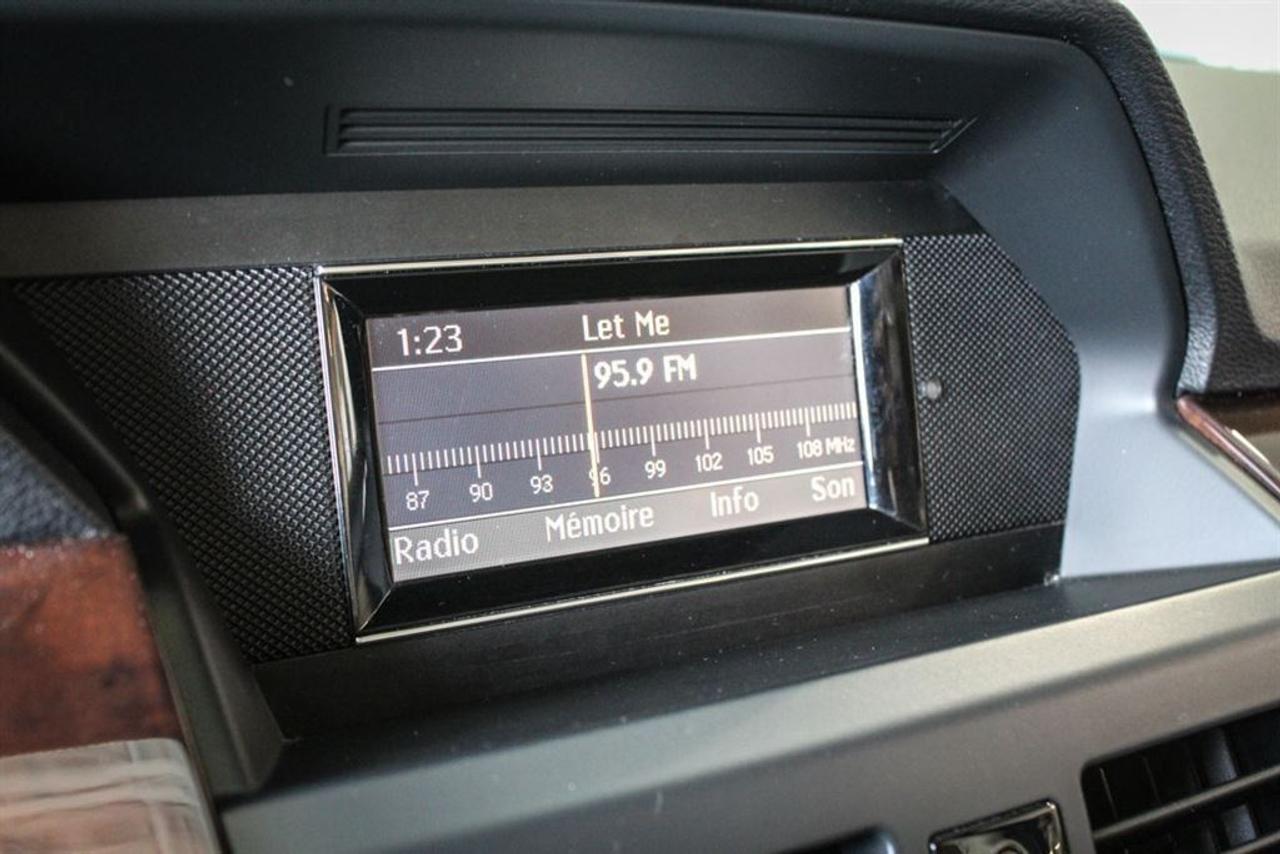 1:23 Let Me
95.9 FM
87 90 93 96 99 102 105 108 MHz
Radio Mémoire Info Son